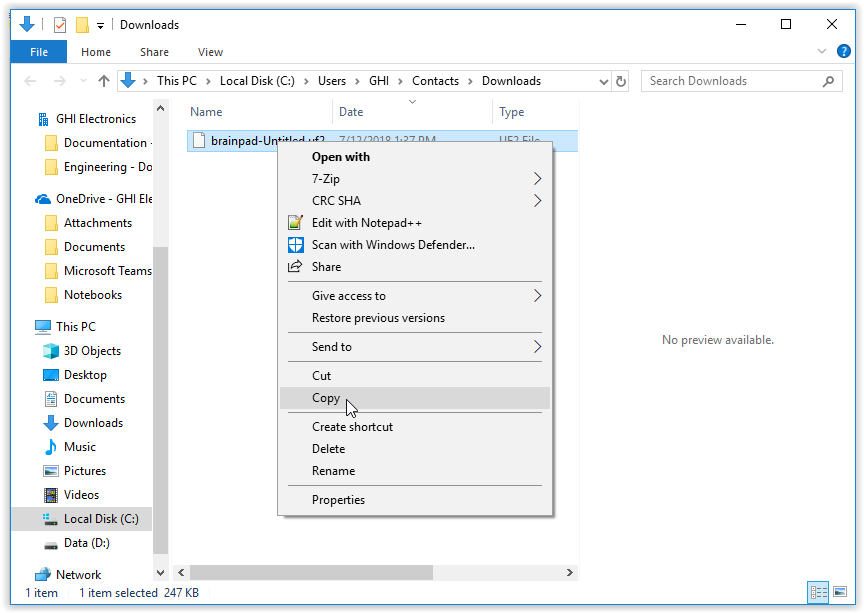 Downloads
File Home Share View
This PC Local Disk (C:) Users GHI Contacts Downloads
Search Downloads
GHI Electronics
Documentation -
Engineering - Do
OneDrive - GHI Ele
Attachments
Documents
Microsoft Teams
Notebooks
This PC
3D Objects
Desktop
Documents
Downloads
Music
Pictures
Videos
Local Disk (C:)
Data (D:)
Network
Name Date Type
brainpad-Untitled.uf2 7/12/2018 1:37 PM UF2 File
Open with
7-Zip
CRC SHA
Edit with Notepad++
Scan with Windows Defender...
Share
Give access to
Restore previous versions
Send to
Cut
Copy
Create shortcut
Delete
Rename
Properties
No preview available.
1 item 1 item selected 247 KB